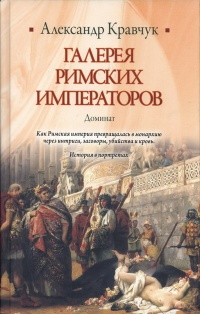 Александр Кравчук
ГАЛЕРЕЯ
РИМСКИХ
ИМПЕРАТОРОВ
Доминат
Как Римская империя превращалась в монархию
через интриги, заговоры, убийства и кровь.
История в портретах